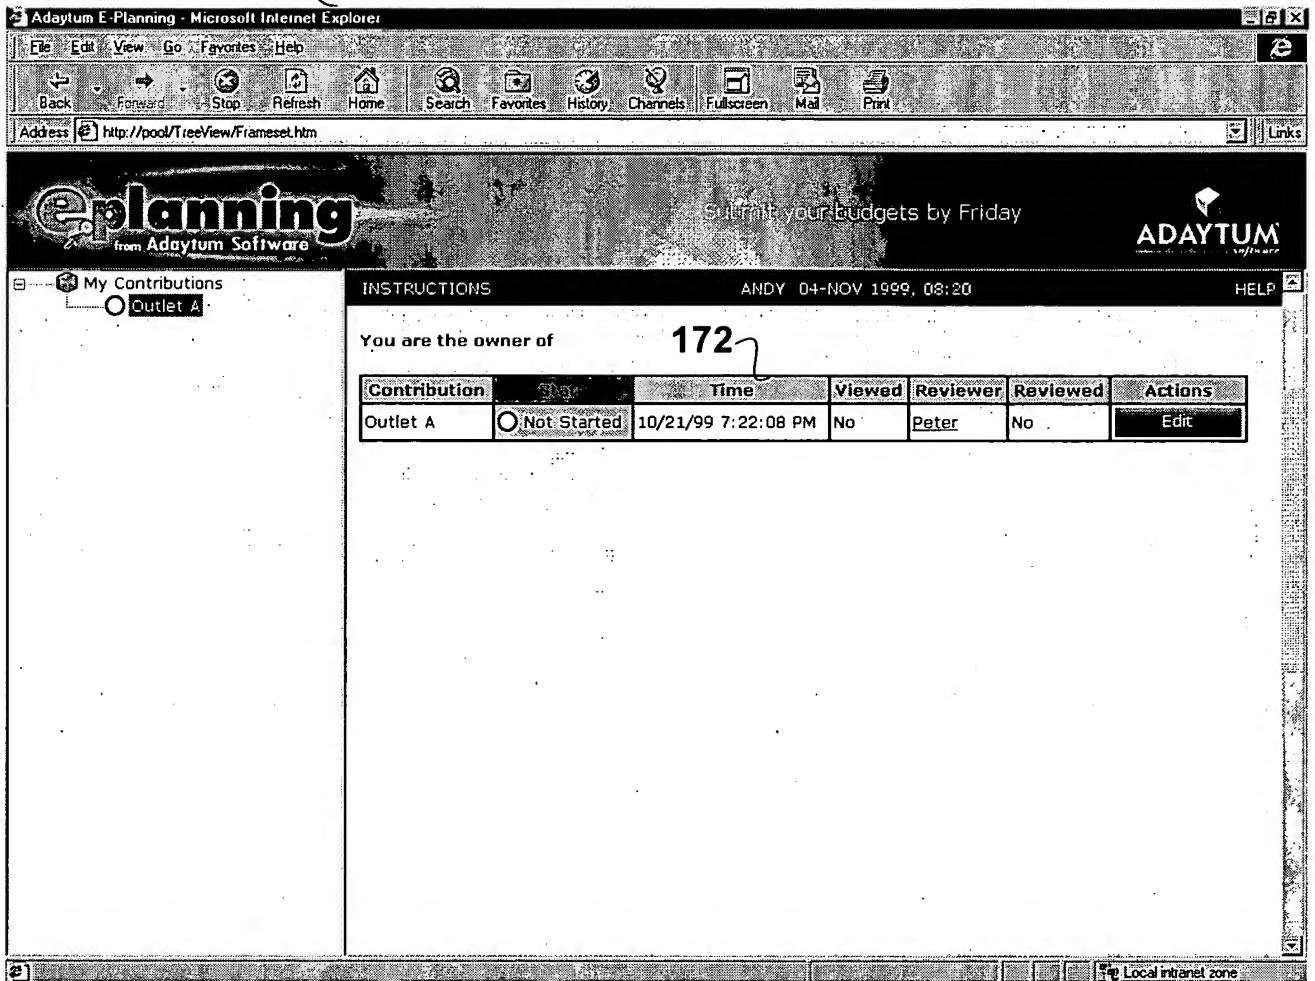 Adaytum E-Planning - Microsoft Internet Explorer
File Edit View Go Favorites Help
Back Forward Stop Refresh Home Search Favorites History Channels Fullscreen Mail Print
Address http://pool/TreeView/Frameset.htm Links
eplanning
from Adaytum Software
Submit your budgets by Friday
ADAYTUM
software
My Contributions
Outlet A
INSTRUCTIONS ANDY 04-NOV 1999, 08:20 HELP
You are the owner of
172
Contribution Time Viewed Reviewer Reviewed Actions
Outlet A Not Started 10/21/99 7:22:08 PM No Peter No Edit
Local intranet zone